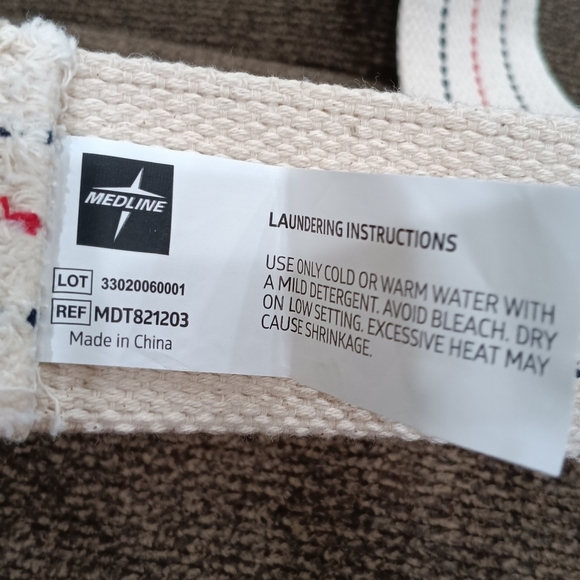 MEDLINE
LOT 33020060001
REF MDT821203
Made in China
LAUNDERING INSTRUCTIONS
USE ONLY COLD OR WARM WATER WITH
A MILD DETERGENT. AVOID BLEACH. DRY
ON LOW SETTING. EXCESSIVE HEAT MAY
CAUSE SHRINKAGE.